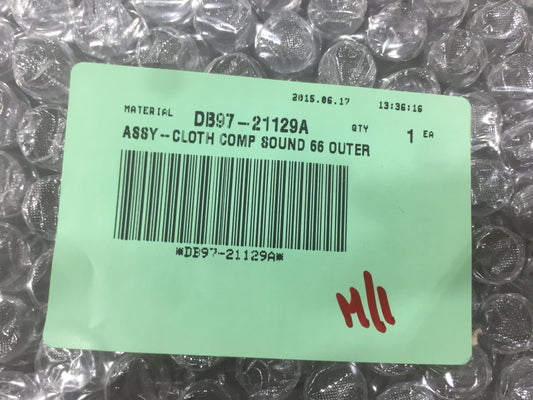 2015.06.17 13:36:16
MATERIAL DB97-21129A QTY 1 EA
ASSY-CLOTH COMP SOUND 66 OUTER
*DB97-21129A*